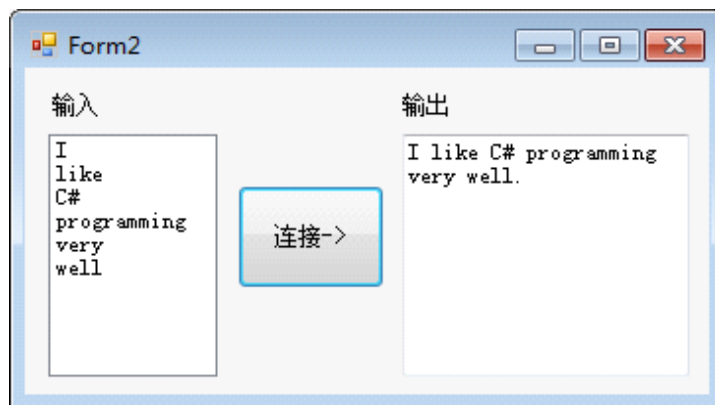 Form2
输入
输出
I
like
C#
programming
very
well
连接->
I like C# programming
very well.